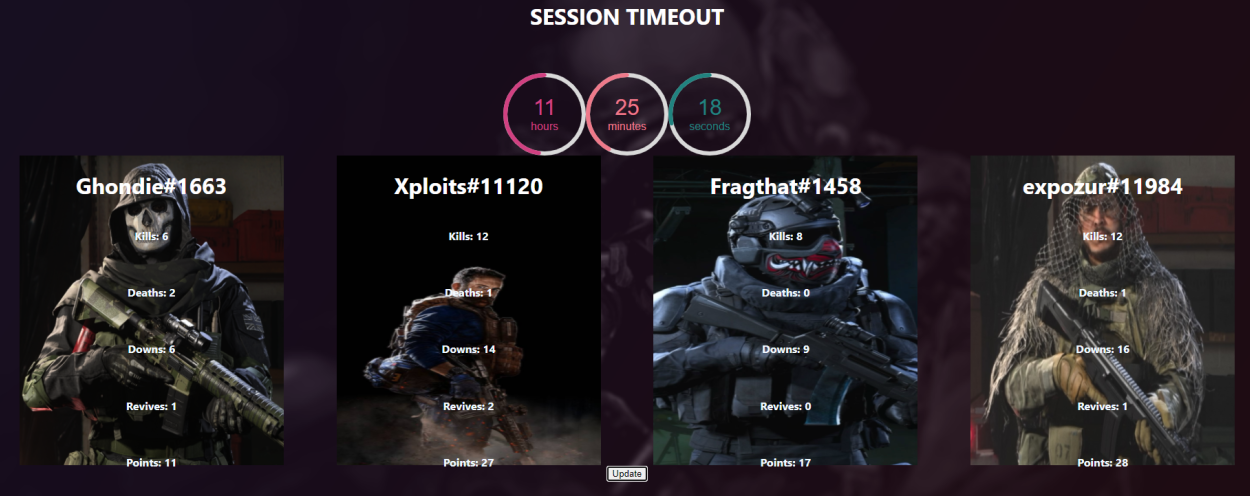 SESSION TIMEOUT
11
hours
25
minutes
18
seconds
Ghondie#1663
Kills: 6
Deaths: 2
Downs: 6
Revives: 1
Points: 11
Xploits#11120
Kills: 12
Deaths: 1
Downs: 14
Revives: 2
Points: 27
Fragthat#1458
Kills: 8
Deaths: 0
Downs: 9
Revives: 0
Points: 17
expozur#11984
Kills: 12
Deaths: 1
Downs: 16
Revives: 1
Points: 28
Update